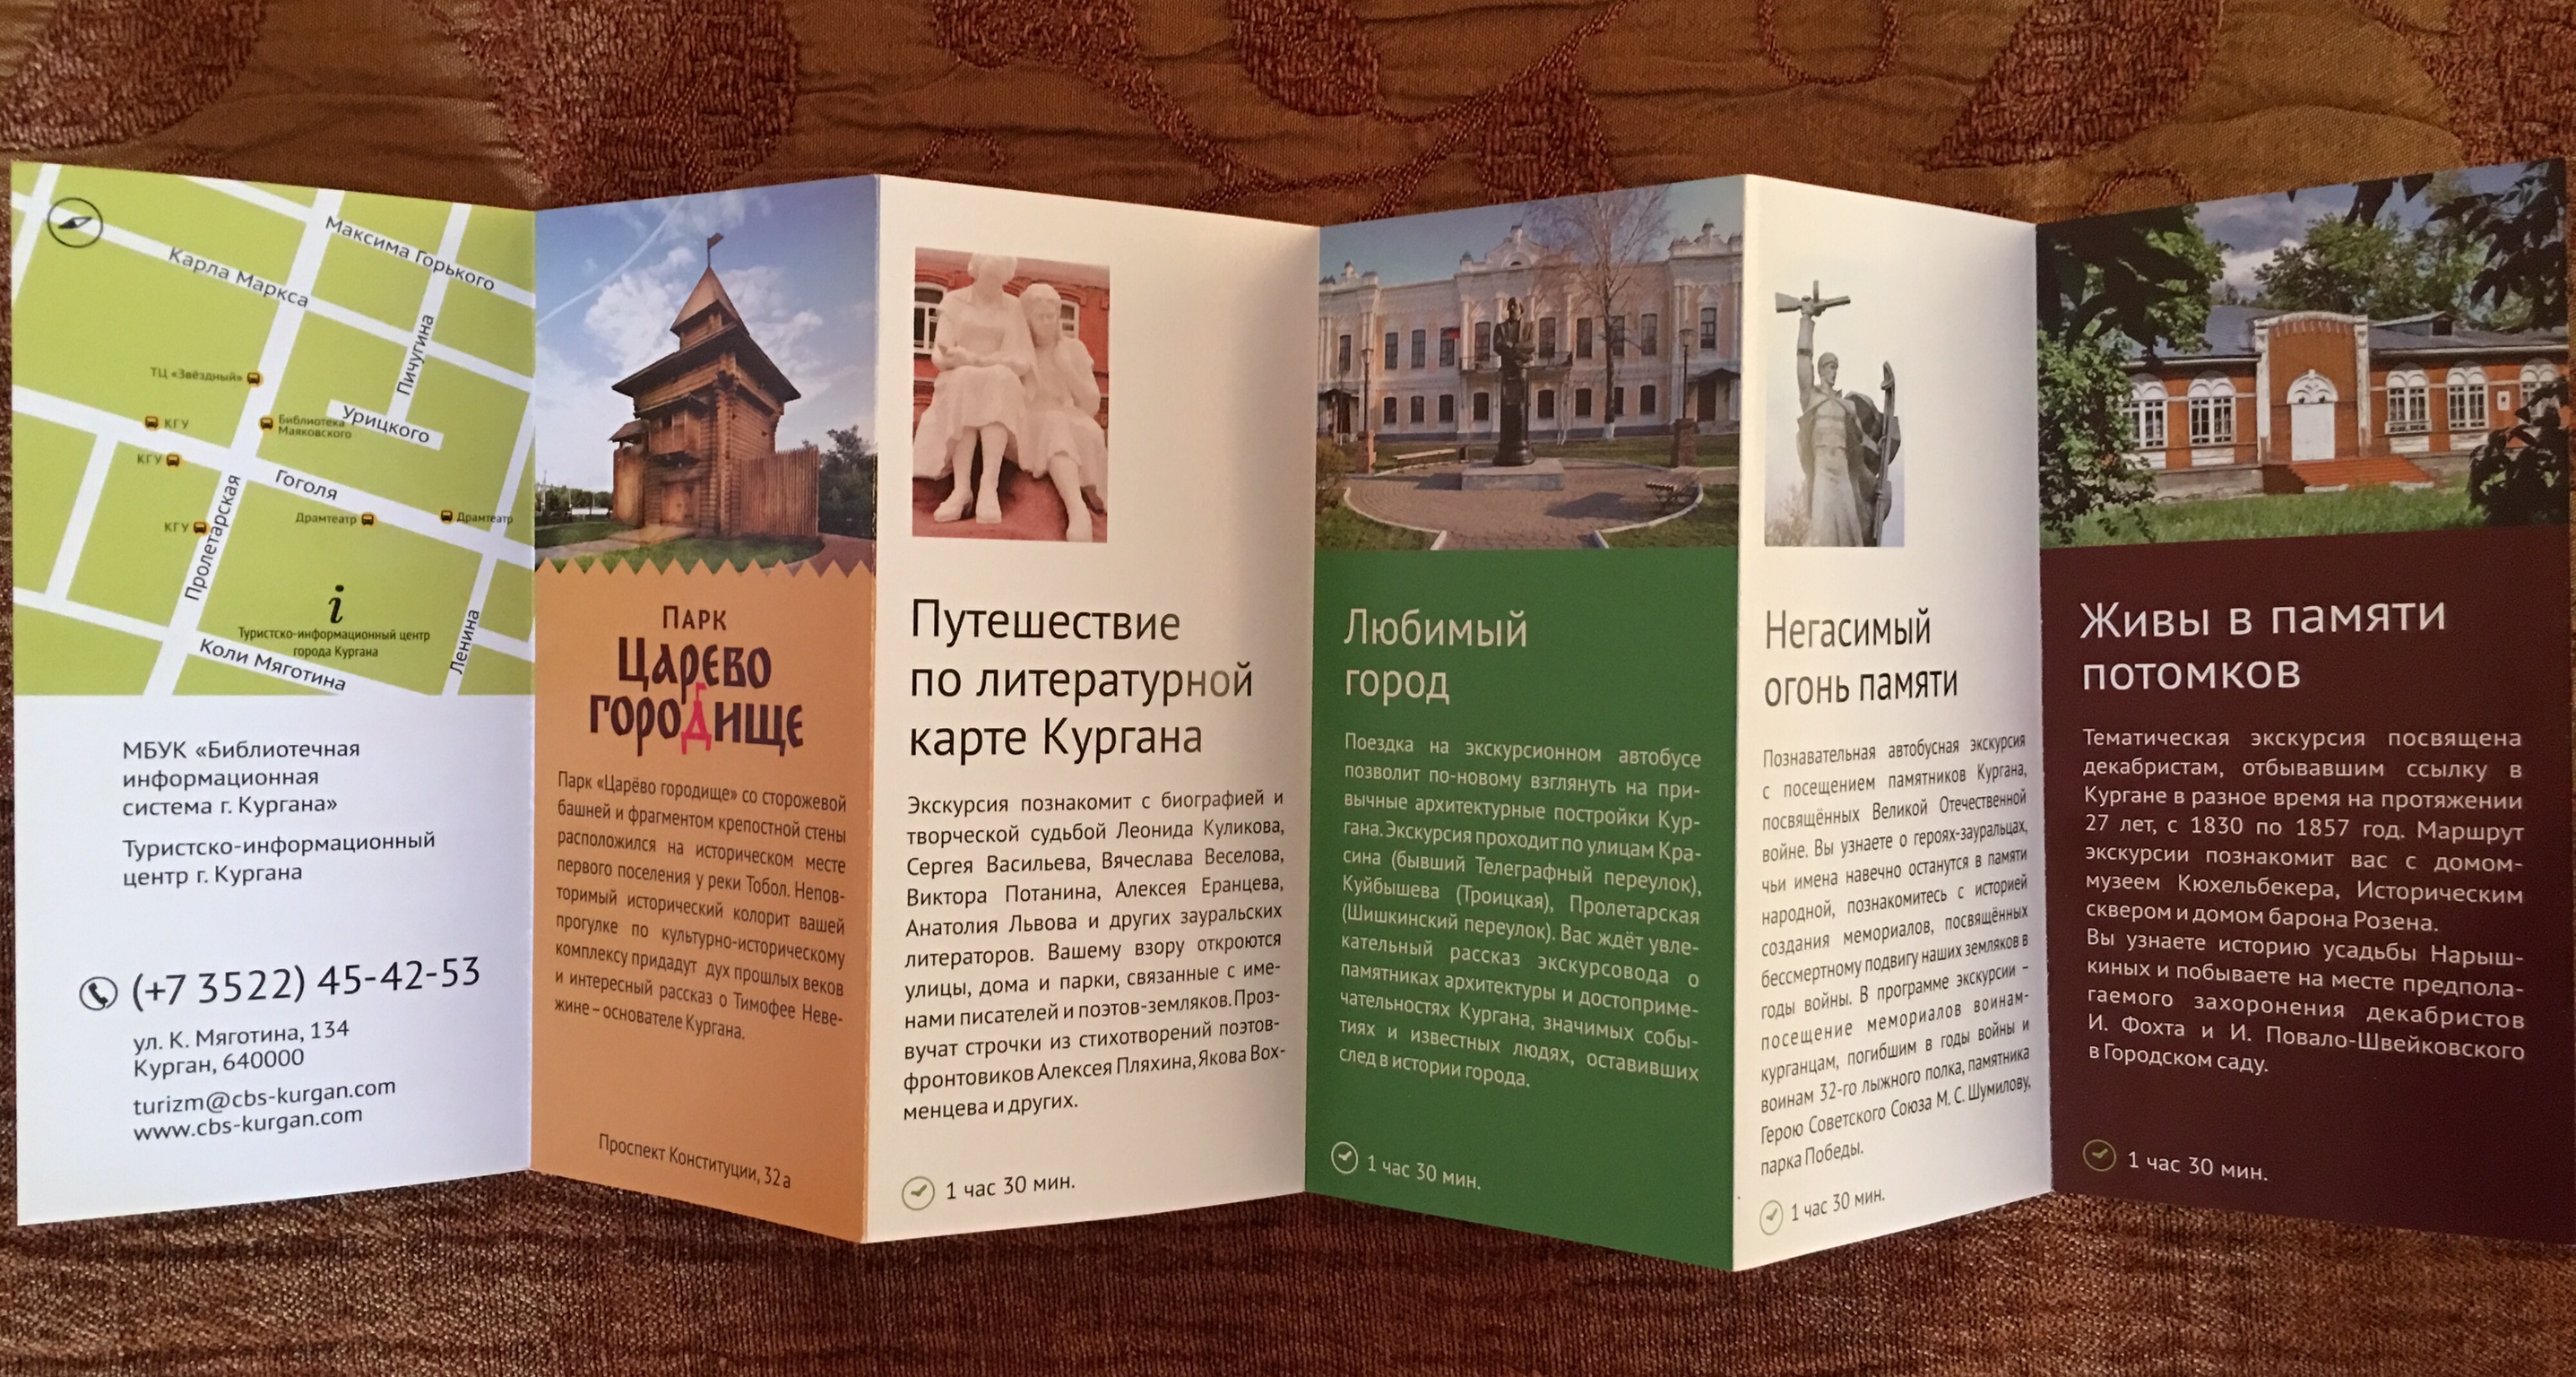 Максима Горького
Карла Маркса
Пичугина
ТЦ «Звёздный»
Урицкого
КГУ
Библиотека
Маяковского
КГУ
Гоголя
Драмтеатр
Драмтеатр
КГУ
Пролетарская
i
Туристско-информационный центр
города Кургана
Ленина
Коли Мяготина
МБУК «Библиотечная
информационная
система г. Кургана»
Туристско-информационный
центр г. Кургана
(+7 3522) 45-42-53
ул. К. Мяготина, 134
Курган, 640000
turizm@cbs-kurgan.com
www.cbs-kurgan.com
Парк
Царёво
городище
Парк «Царёво городище» со сторожевой
башней и фрагментом крепостной стены
расположился на историческом месте
первого поселения у реки Тобол. Непов-
торимый исторический колорит вашей
прогулке по культурно-историческому
комплексу придадут дух прошлых веков
и интересный рассказ о Тимофее Неве-
жине – основателе Кургана.
Проспект Конституции, 32а
Путешествие
по литературной
карте Кургана
Экскурсия познакомит с биографией и
творческой судьбой Леонида Куликова,
Сергея Васильева, Вячеслава Веселова,
Виктора Потанина, Алексея Еранцева,
Анатолия Львова и других зауральских
литераторов. Вашему взору откроются
улицы, дома и парки, связанные с име-
нами писателей и поэтов-земляков. Проз-
вучат строчки из стихотворений поэтов-
фронтовиков Алексея Пляхина, Якова Вох-
менцева и других.
1 час 30 мин.
Любимый
город
Поездка на экскурсионном автобусе
позволит по-новому взглянуть на при-
вычные архитектурные постройки Кур-
гана. Экскурсия проходит по улицам Кра-
сина (бывший Телеграфный переулок),
Куйбышева (Троицкая), Пролетарская
(Шишкинский переулок). Вас ждёт увле-
кательный рассказ экскурсовода о
памятниках архитектуры и достоприме-
чательностях Кургана, значимых собы-
тиях и известных людях, оставивших
след в истории города.
1 час 30 мин.
Негасимый
огонь памяти
Познавательная автобусная экскурсия
с посещением памятников Кургана,
посвящённых Великой Отечественной
войне. Вы узнаете о героях-зауральцах,
чьи имена навечно останутся в памяти
народной, познакомитесь с историей
создания мемориалов, посвящённых
бессмертному подвигу наших земляков в
годы войны. В программе экскурсии –
посещение мемориалов воинам-
курганцам, погибшим в годы войны и
воинам 32-го лыжного полка, памятника
Герою Советского Союза М. С. Шумилову,
парка Победы.
1 час 30 мин.
Живы в памяти
потомков
Тематическая экскурсия посвящена
декабристам, отбывавшим ссылку в
Кургане в разное время на протяжении
27 лет, с 1830 по 1857 год. Маршрут
экскурсии познакомит вас с домом-
музеем Кюхельбекера, Историческим
сквером и домом барона Розена.
Вы узнаете историю усадьбы Нарыш-
киных и побываете на месте предпола-
гаемого захоронения декабристов
И. Фохта и И. Повало-Швейковского
в Городском саду.
1 час 30 мин.